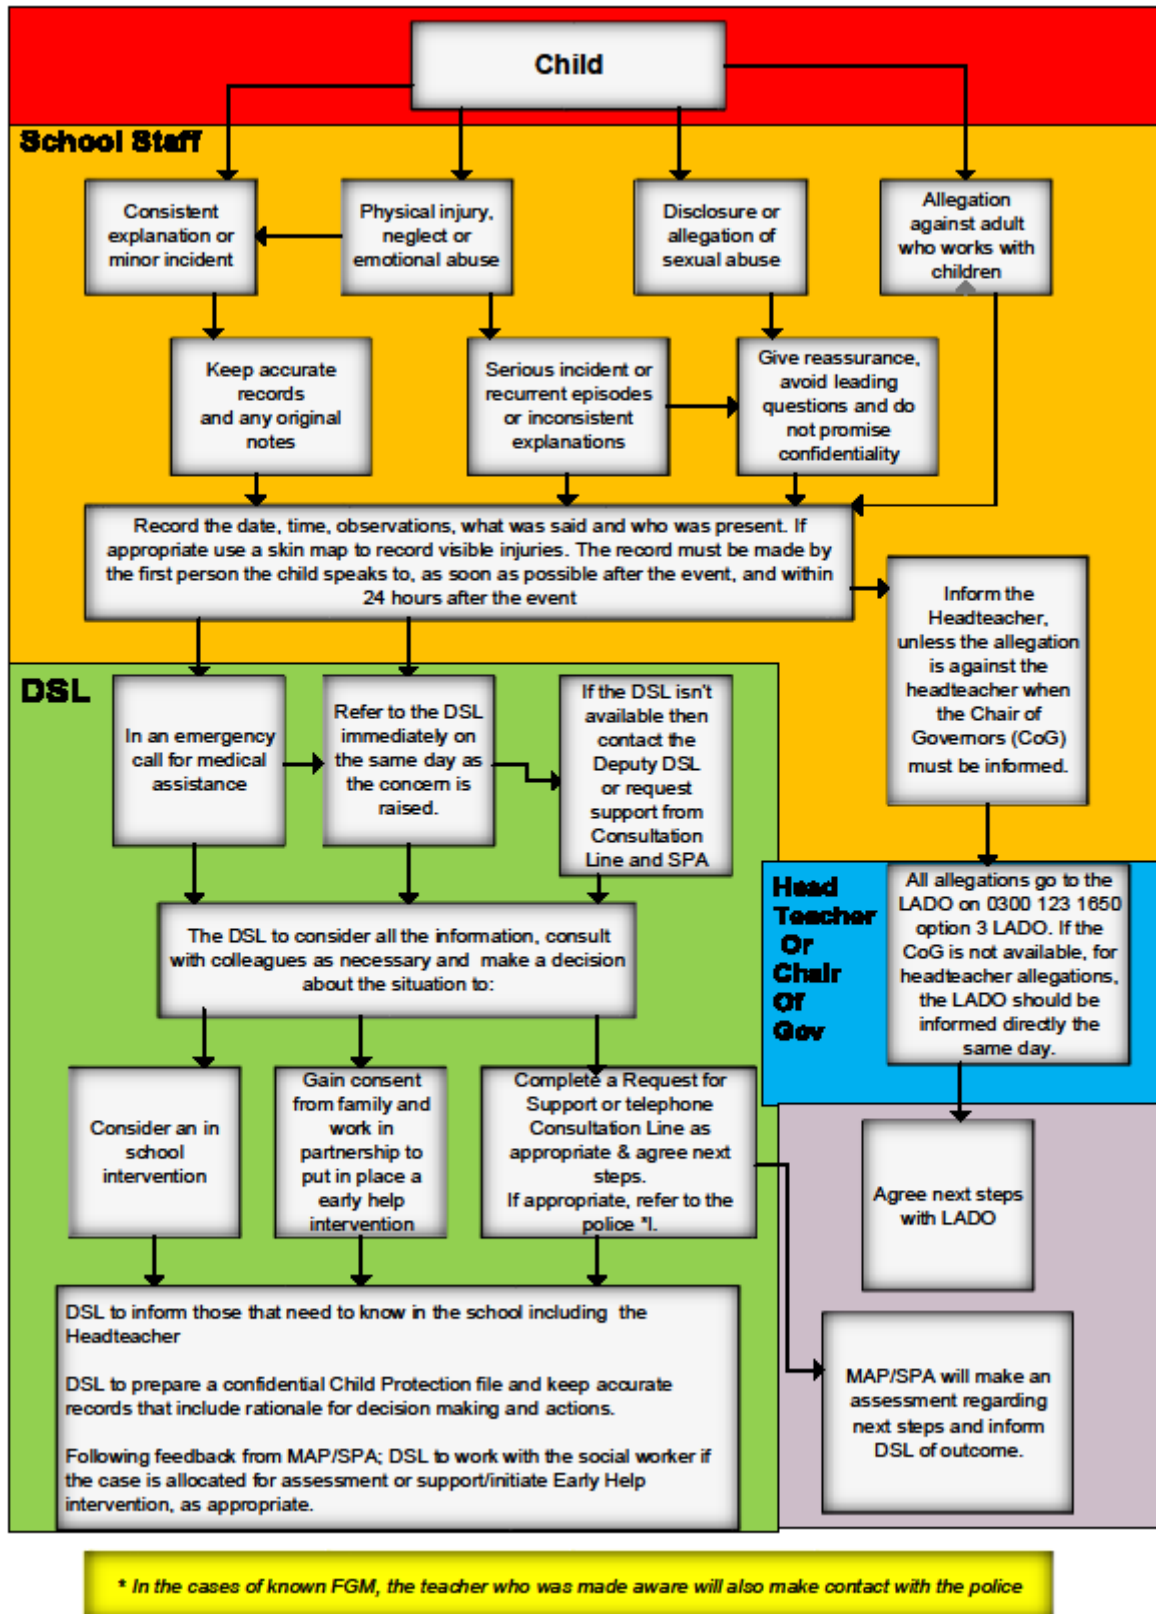 Child
School Staff
Consistent
explanation or
minor incident
Physical injury,
neglect or
emotional abuse
Disclosure or
allegation of
sexual abuse
Allegation
against adult
who works with
children
Keep accurate
records
and any original
notes
Serious incident or
recurrent episodes
or inconsistent
explanations
Give reassurance,
avoid leading
questions and do
not promise
confidentiality
Record the date, time, observations, what was said and who was present. If
appropriate use a skin map to record visible injuries. The record must be made by
the first person the child speaks to, as soon as possible after the event, and within
24 hours after the event
Inform the
Headteacher,
unless the allegation
is against the
headteacher when
the Chair of
Governors (CoG)
must be informed.
DSL
In an emergency
call for medical
assistance
Refer to the DSL
immediately on
the same day as
the concern is
raised.
If the DSL isn't
available then
contact the
Deputy DSL
or request
support from
Consultation
Line and SPA
Head
Teacher
Or
Chair
Of
Gov
All allegations go to the
LADO on 0300 123 1650
option 3 LADO. If the
CoG is not available, for
headteacher allegations,
the LADO should be
informed directly the
same day.
The DSL to consider all the information, consult
with colleagues as necessary and make a decision
about the situation to:
Consider an in
school
intervention
Gain consent
from family and
work in
partnership to
put in place a
early help
intervention
Complete a Request for
Support or telephone
Consultation Line as
appropriate & agree next
steps.
If appropriate, refer to the
police *I.
Agree next steps
with LADO
DSL to inform those that need to know in the school including the
Headteacher
DSL to prepare a confidential Child Protection file and keep accurate
records that include rationale for decision making and actions.
Following feedback from MAP/SPA; DSL to work with the social worker if
the case is allocated for assessment or support/initiate Early Help
intervention, as appropriate.
MAP/SPA will make an
assessment regarding
next steps and inform
DSL of outcome.
* In the cases of known FGM, the teacher who was made aware will also make contact with the police